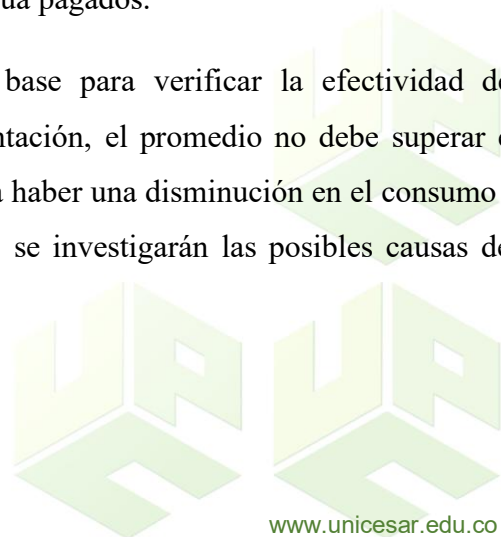 ua pagados.
base para verificar la efectividad de
ntación, el promedio no debe superar
haber una disminución en el consumo
se investigarán las posibles causas de
www.unicesar.edu.co